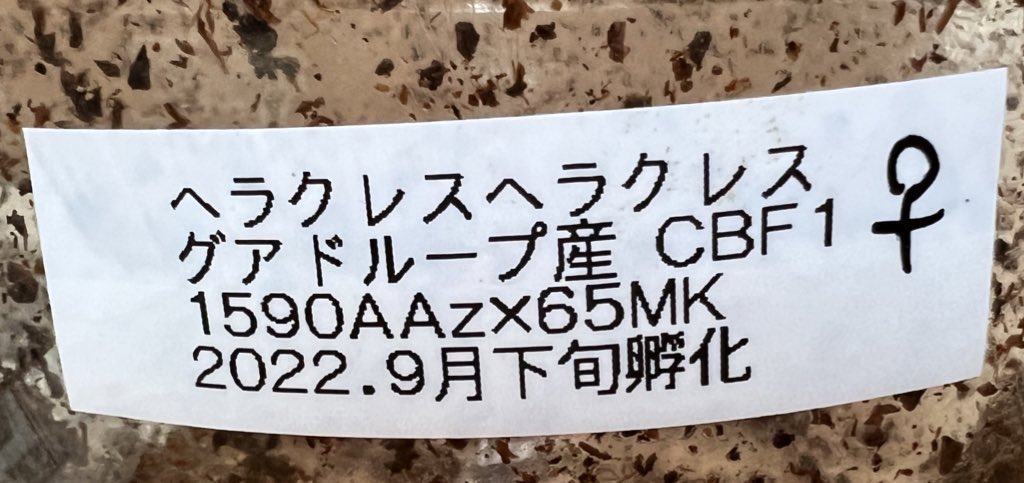 ヘラクレスヘラクレス
グアドループ産 CBF1 ♀
1590AAz×65MK
2022.9月下旬孵化